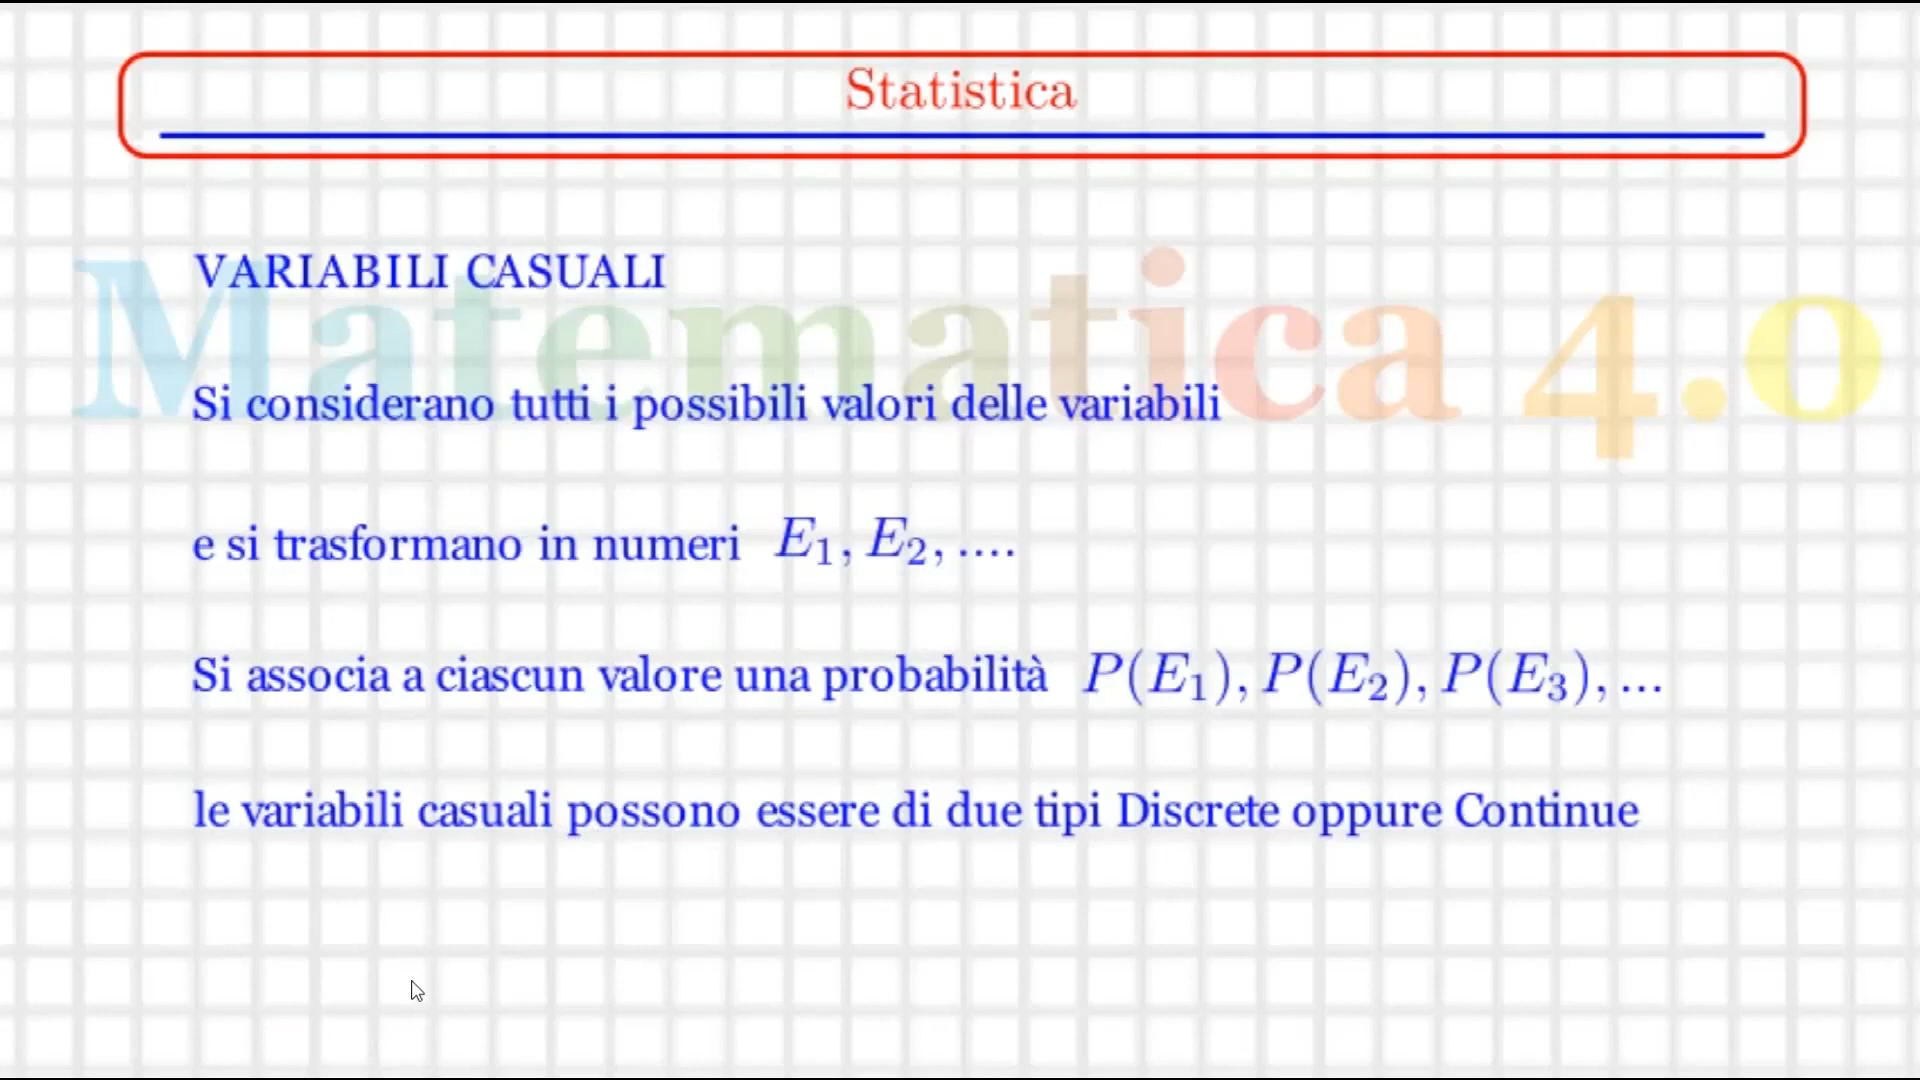 Statistica
VARIABILI CASUALI
Matematica 4.0
Si considerano tutti i possibili valori delle variabili
e si trasformano in numeri E₁, E₂, ....
Si associa a ciascun valore una probabilità P(E₁), P(E₂), P(E₃), ...
le variabili casuali possono essere di due tipi Discrete oppure Continue